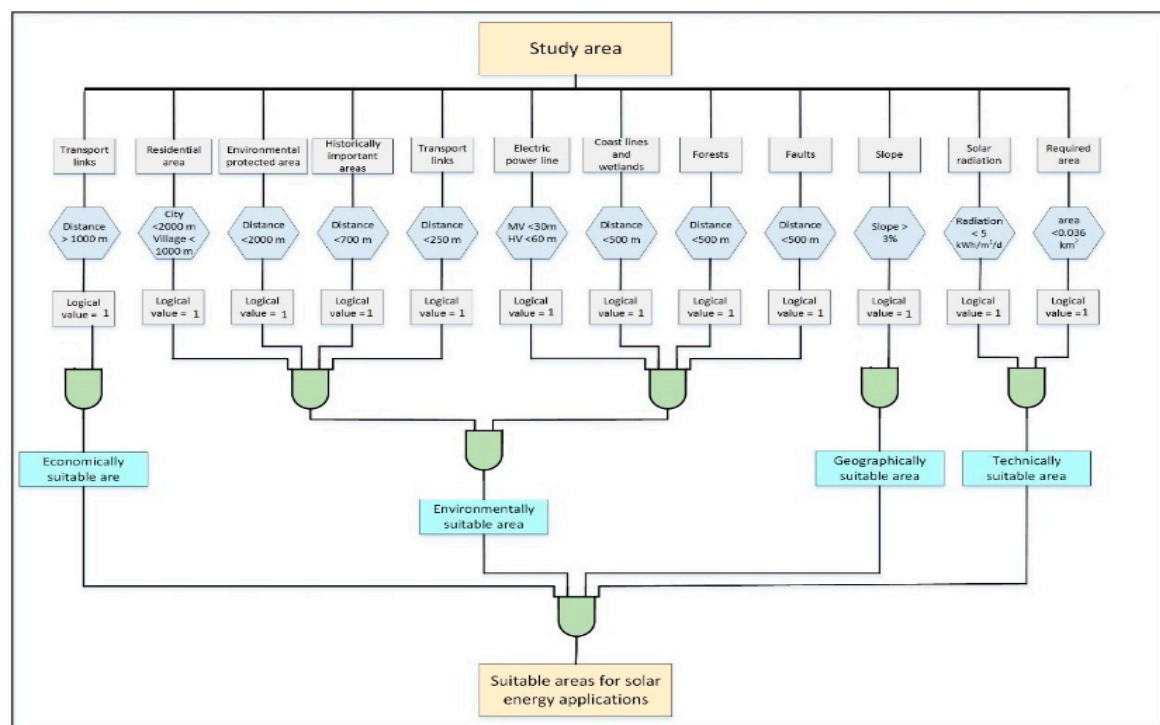 Study area
Transport
links
Residential
area
Environmental
protected area
Historically
important
areas
Transport
links
Electric
power line
Coast lines
and
wetlands
Forests
Faults
Slope
Solar
radiation
Required
area
Distance
> 1000 m
City
<2000 m
Village <
1000 m
Distance
<2000 m
Distance
<700 m
Distance
<250 m
MV <30m
HV <60 m
Distance
<500 m
Distance
<500 m
Distance
<500 m
Slope >
3%
Radiation
< 5
kWh/m²/d
area
<0.036
km²
Logical
value = 1
Logical
value = 1
Logical
value = 1
Logical
value =1
Logical
value = 1
Logical
value = 1
Logical
value = 1
Logical
value = 1
Logical
value = 1
Logical
value = 1
Logical
value = 1
Logical
value =1
Economically
suitable are
Environmentally
suitable area
Geographically
suitable area
Technically
suitable area
Suitable areas for solar
energy applications